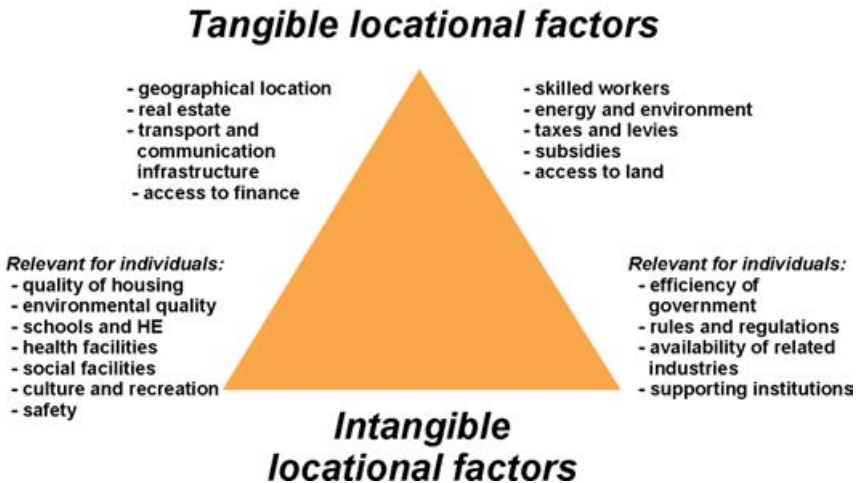 Tangible locational factors
- geographical location
- real estate
- transport and
communication
infrastructure
- access to finance
- skilled workers
- energy and environment
- taxes and levies
- subsidies
- access to land
Relevant for individuals:
- quality of housing
- environmental quality
- schools and HE
- health facilities
- social facilities
- culture and recreation
- safety
Relevant for individuals:
- efficiency of
government
- rules and regulations
- availability of related
industries
- supporting institutions
Intangible
locational factors